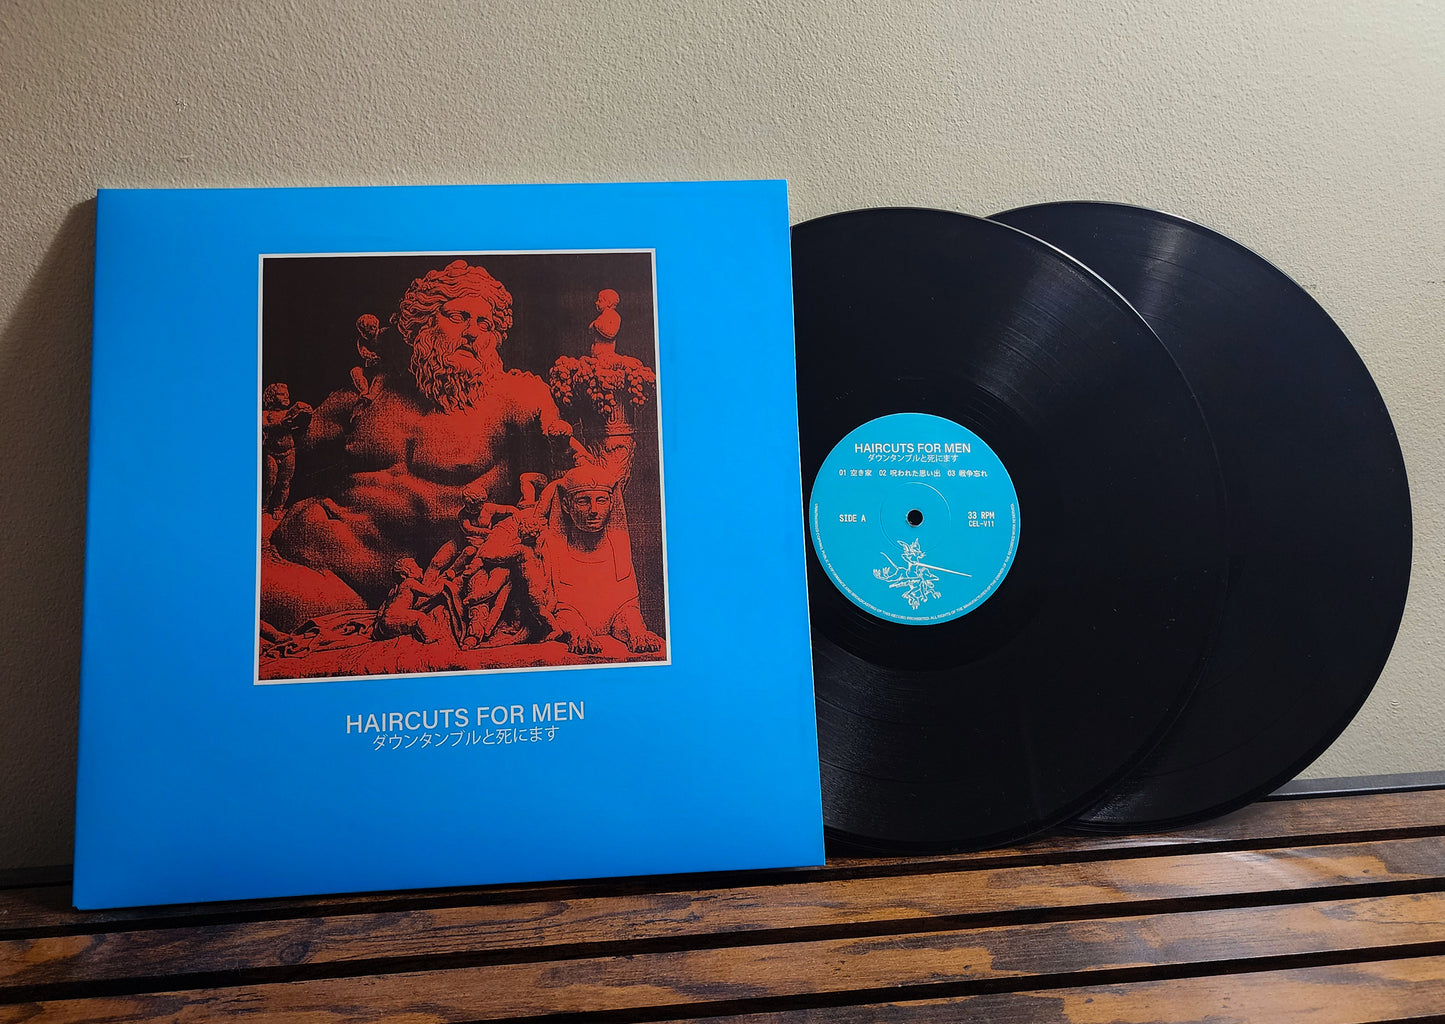 HAIRCUTS FOR MEN
ダウンタンブルと死にます
HAIRCUTS FOR MEN
ダウンタンブルと死にます
01 空き家 02 呪われた思い出 03 戦争忘れ
SIDE A
33 RPM
CEL-V11